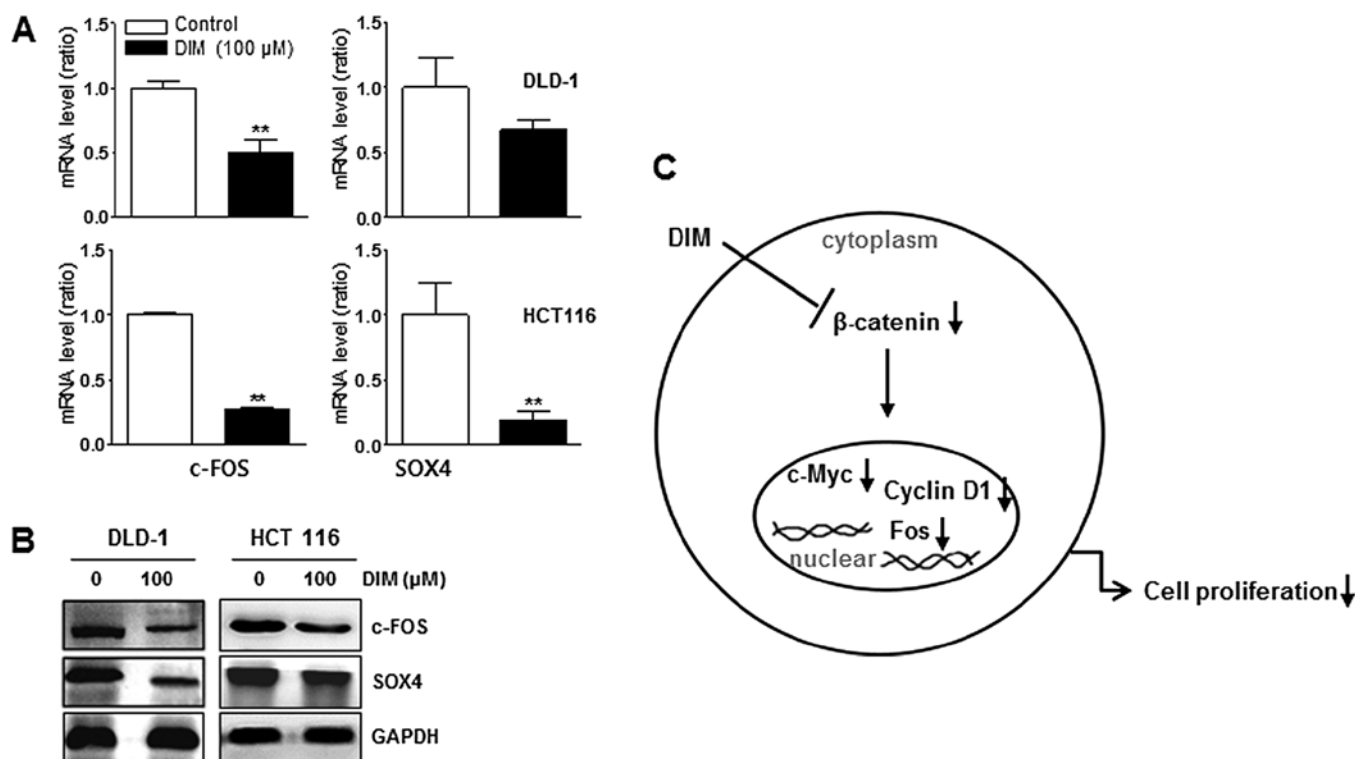 A
mRNA level (ratio)
1.5
1.0
0.5
0.0
Control
DIM (100 µM)
**
mRNA level (ratio)
1.5
1.0
0.5
0.0
DLD-1
mRNA level (ratio)
1.5
1.0
0.5
0.0
**
c-FOS
mRNA level (ratio)
1.5
1.0
0.5
0.0
HCT116
**
SOX4
B
DLD-1 HCT 116
0 100 0 100 DIM (µM)
c-FOS
SOX4
GAPDH
C
DIM
cytoplasm
β-catenin
c-Myc
Cyclin D1
Fos
nuclear
Cell proliferation